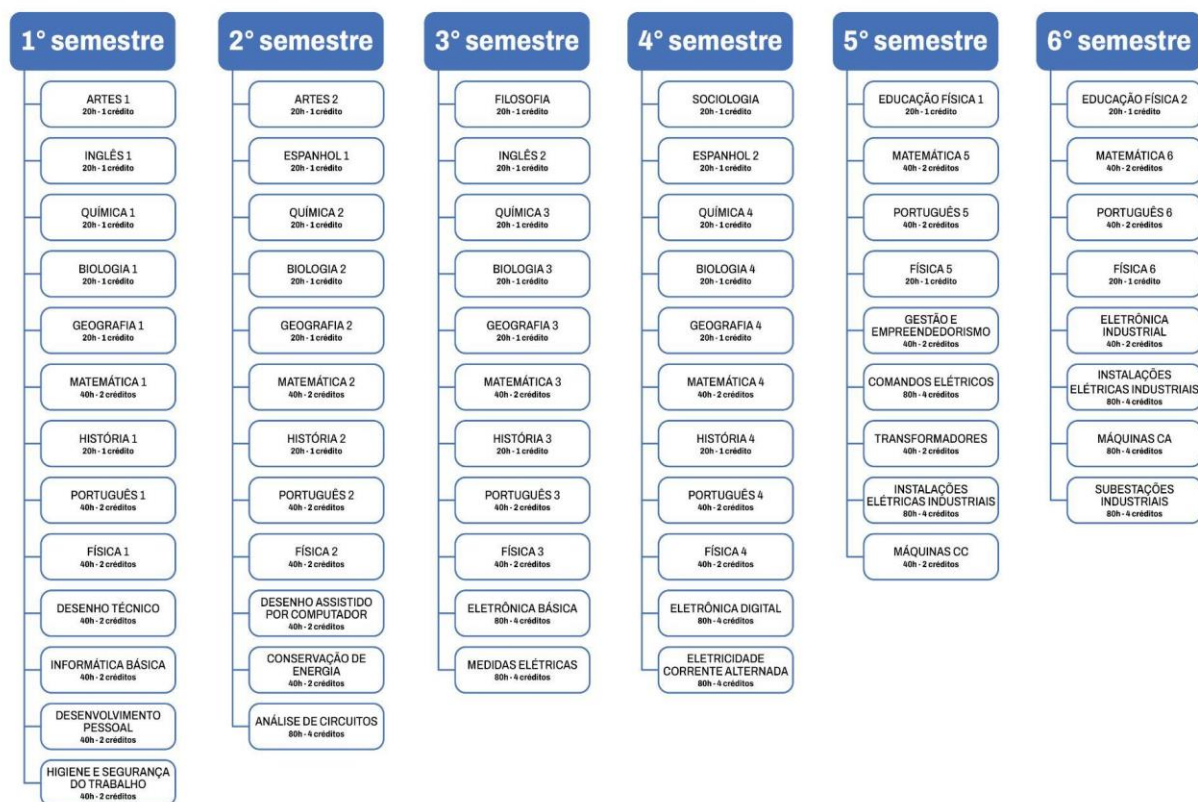 1° semestre
ARTES 1
20h - 1 crédito
INGLÊS 1
20h - 1 crédito
QUÍMICA 1
20h - 1 crédito
BIOLOGIA 1
20h - 1 crédito
GEOGRAFIA 1
20h - 1 crédito
MATEMÁTICA 1
40h - 2 créditos
HISTÓRIA 1
20h - 1 crédito
PORTUGUÊS 1
40h - 2 créditos
FÍSICA 1
40h - 2 créditos
DESENHO TÉCNICO
40h - 2 créditos
INFORMÁTICA BÁSICA
40h - 2 créditos
DESENVOLVIMENTO
PESSOAL
40h - 2 créditos
HIGIENE E SEGURANÇA
DO TRABALHO
40h - 2 créditos
2° semestre
ARTES 2
20h - 1 crédito
ESPANHOL 1
20h - 1 crédito
QUÍMICA 2
20h - 1 crédito
BIOLOGIA 2
20h - 1 crédito
GEOGRAFIA 2
20h - 1 crédito
MATEMÁTICA 2
40h - 2 créditos
HISTÓRIA 2
20h - 1 crédito
PORTUGUÊS 2
40h - 2 créditos
FÍSICA 2
40h - 2 créditos
DESENHO ASSISTIDO
POR COMPUTADOR
40h - 2 créditos
CONSERVAÇÃO DE
ENERGIA
40h - 2 créditos
ANÁLISE DE CIRCUITOS
80h - 4 créditos
3° semestre
FILOSOFIA
20h - 1 crédito
INGLÊS 2
20h - 1 crédito
QUÍMICA 3
20h - 1 crédito
BIOLOGIA 3
20h - 1 crédito
GEOGRAFIA 3
20h - 1 crédito
MATEMÁTICA 3
40h - 2 créditos
HISTÓRIA 3
20h - 1 crédito
PORTUGUÊS 3
40h - 2 créditos
FÍSICA 3
40h - 2 créditos
ELETRÔNICA BÁSICA
80h - 4 créditos
MEDIDAS ELÉTRICAS
80h - 4 créditos
4° semestre
SOCIOLOGIA
20h - 1 crédito
ESPANHOL 2
20h - 1 crédito
QUÍMICA 4
20h - 1 crédito
BIOLOGIA 4
20h - 1 crédito
GEOGRAFIA 4
20h - 1 crédito
MATEMÁTICA 4
40h - 2 créditos
HISTÓRIA 4
20h - 1 crédito
PORTUGUÊS 4
40h - 2 créditos
FÍSICA 4
40h - 2 créditos
ELETRÔNICA DIGITAL
80h - 4 créditos
ELETRICIDADE
CORRENTE ALTERNADA
80h - 4 créditos
5° semestre
EDUCAÇÃO FÍSICA 1
20h - 1 crédito
MATEMÁTICA 5
40h - 2 créditos
PORTUGUÊS 5
40h - 2 créditos
FÍSICA 5
20h - 1 crédito
GESTÃO E
EMPREENDEDORISMO
40h - 2 créditos
COMANDOS ELÉTRICOS
80h - 4 créditos
TRANSFORMADORES
40h - 2 créditos
INSTALAÇÕES
ELÉTRICAS INDUSTRIAIS
80h - 4 créditos
MÁQUINAS CC
40h - 2 créditos
6° semestre
EDUCAÇÃO FÍSICA 2
20h - 1 crédito
MATEMÁTICA 6
40h - 2 créditos
PORTUGUÊS 6
40h - 2 créditos
FÍSICA 6
20h - 1 crédito
ELETRÔNICA
INDUSTRIAL
40h - 2 créditos
INSTALAÇÕES
ELÉTRICAS INDUSTRIAIS
80h - 4 créditos
MÁQUINAS CA
80h - 4 créditos
SUBESTAÇÕES
INDUSTRIAIS
80h - 4 créditos